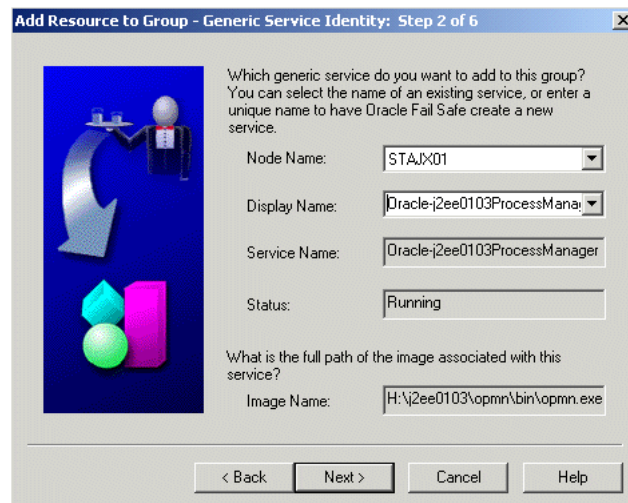 Add Resource to Group - Generic Service Identity: Step 2 of 6
Which generic service do you want to add to this group?
You can select the name of an existing service, or enter a
unique name to have Oracle Fail Safe create a new
service.
Node Name: STAJX01
Display Name: Oracle-j2ee0103ProcessMana
Service Name: Oracle-j2ee0103ProcessManager
Status: Running
What is the full path of the image associated with this
service?
Image Name: H:\j2ee0103\opmn\bin\opmn.exe
< Back Next > Cancel Help